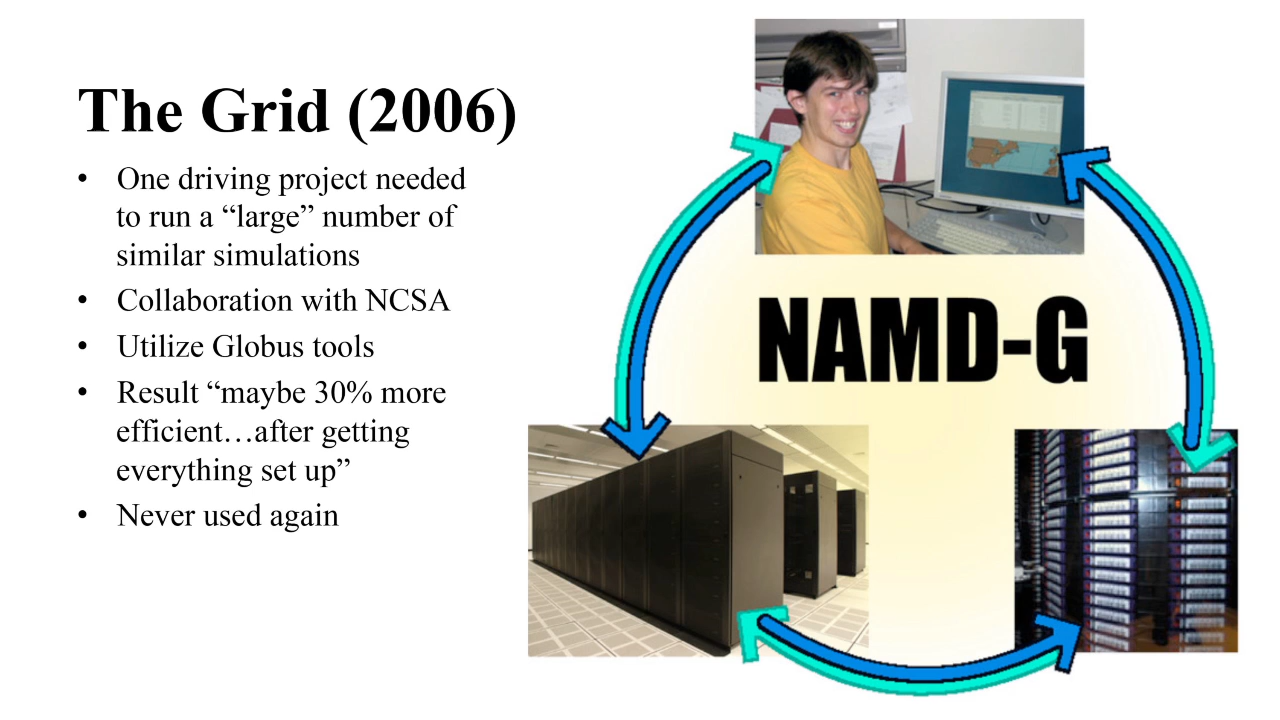 The Grid (2006)
• One driving project needed
to run a “large” number of
similar simulations
• Collaboration with NCSA
• Utilize Globus tools
• Result “maybe 30% more
efficient…after getting
everything set up”
• Never used again
NAMD-G